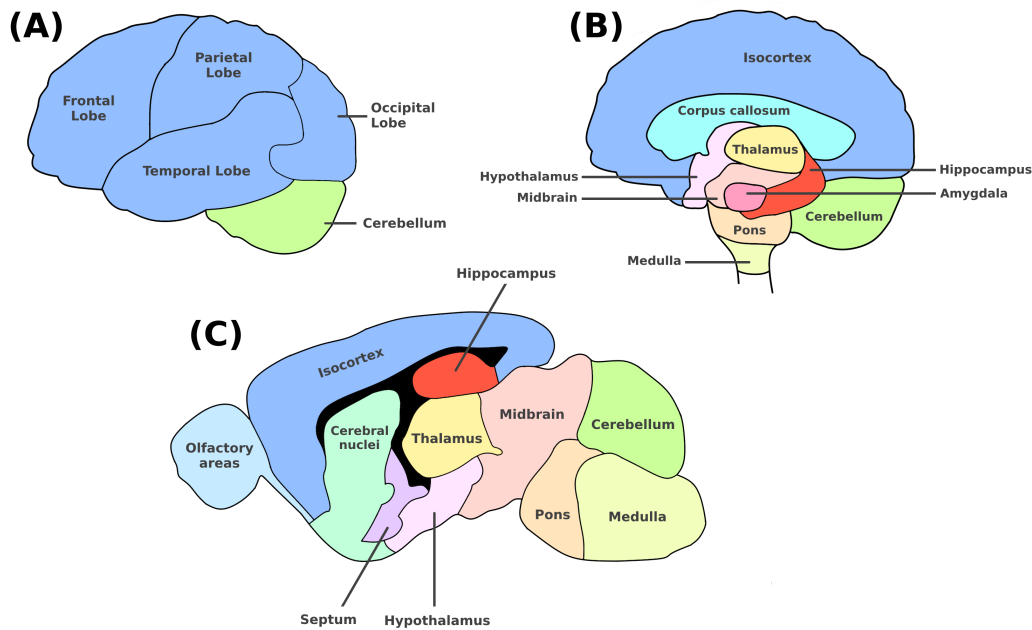 (A)
Frontal
Lobe
Parietal
Lobe
Temporal Lobe
Occipital
Lobe
Cerebellum
(B)
Isocortex
Corpus callosum
Thalamus
Hypothalamus
Midbrain
Hippocampus
Amygdala
Cerebellum
Pons
Medulla
(C)
Hippocampus
Isocortex
Olfactory
areas
Cerebral
nuclei
Thalamus
Midbrain
Cerebellum
Pons
Medulla
Septum
Hypothalamus